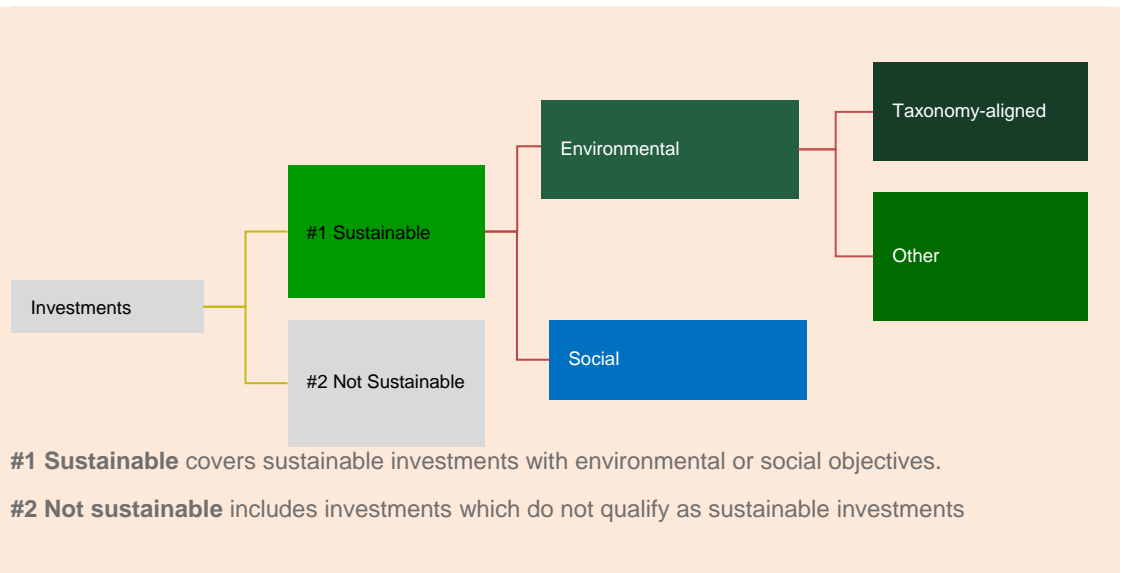 Taxonomy-aligned
Environmental
#1 Sustainable
Other
Investments
Social
#2 Not Sustainable
#1 Sustainable covers sustainable investments with environmental or social objectives.
#2 Not sustainable includes investments which do not qualify as sustainable investments